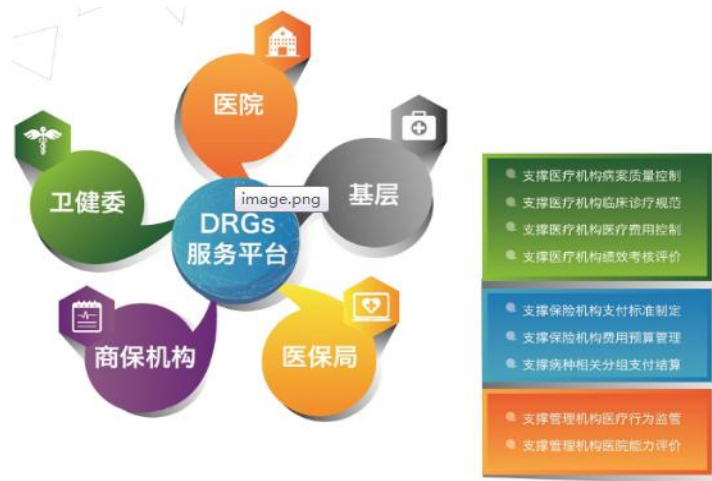 医院
卫健委
基层
image.png
DRGs
服务平台
商保机构
医保局
支撑医疗机构病案质量控制
支撑医疗机构临床诊疗规范
支撑医疗机构医疗费用控制
支撑医疗机构绩效考核评价
支撑保险机构支付标准制定
支撑保险机构费用预算管理
支撑病种相关分组支付结算
支撑管理机构医疗行为监管
支撑管理机构医院能力评价